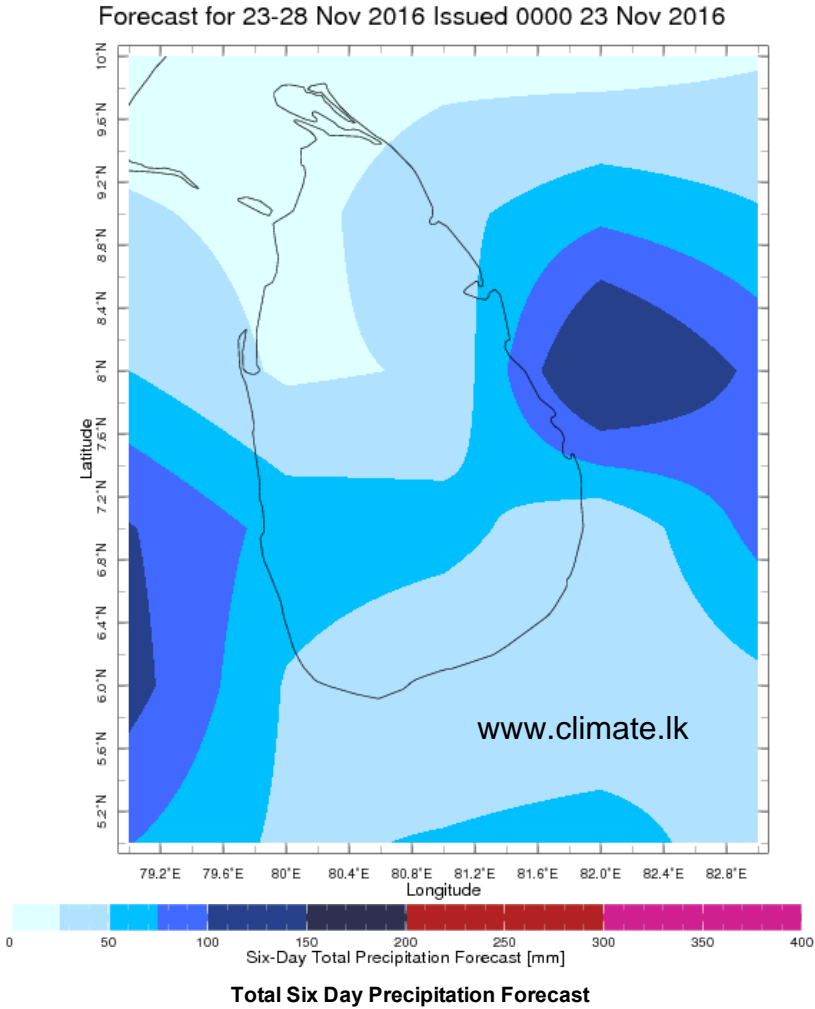 Forecast for 23-28 Nov 2016 Issued 0000 23 Nov 2016
10°N
9.6°N
9.2°N
8.8°N
8.4°N
8°N
7.6°N
7.2°N
6.8°N
6.4°N
6.0°N
5.6°N
5.2°N
Latitude
www.climate.lk
79.2°E 79.6°E 80°E 80.4°E 80.8°E 81.2°E 81.6°E 82.0°E 82.4°E 82.8°E
Longitude
0 50 100 150 200 250 300 350 400
Six-Day Total Precipitation Forecast [mm]
Total Six Day Precipitation Forecast